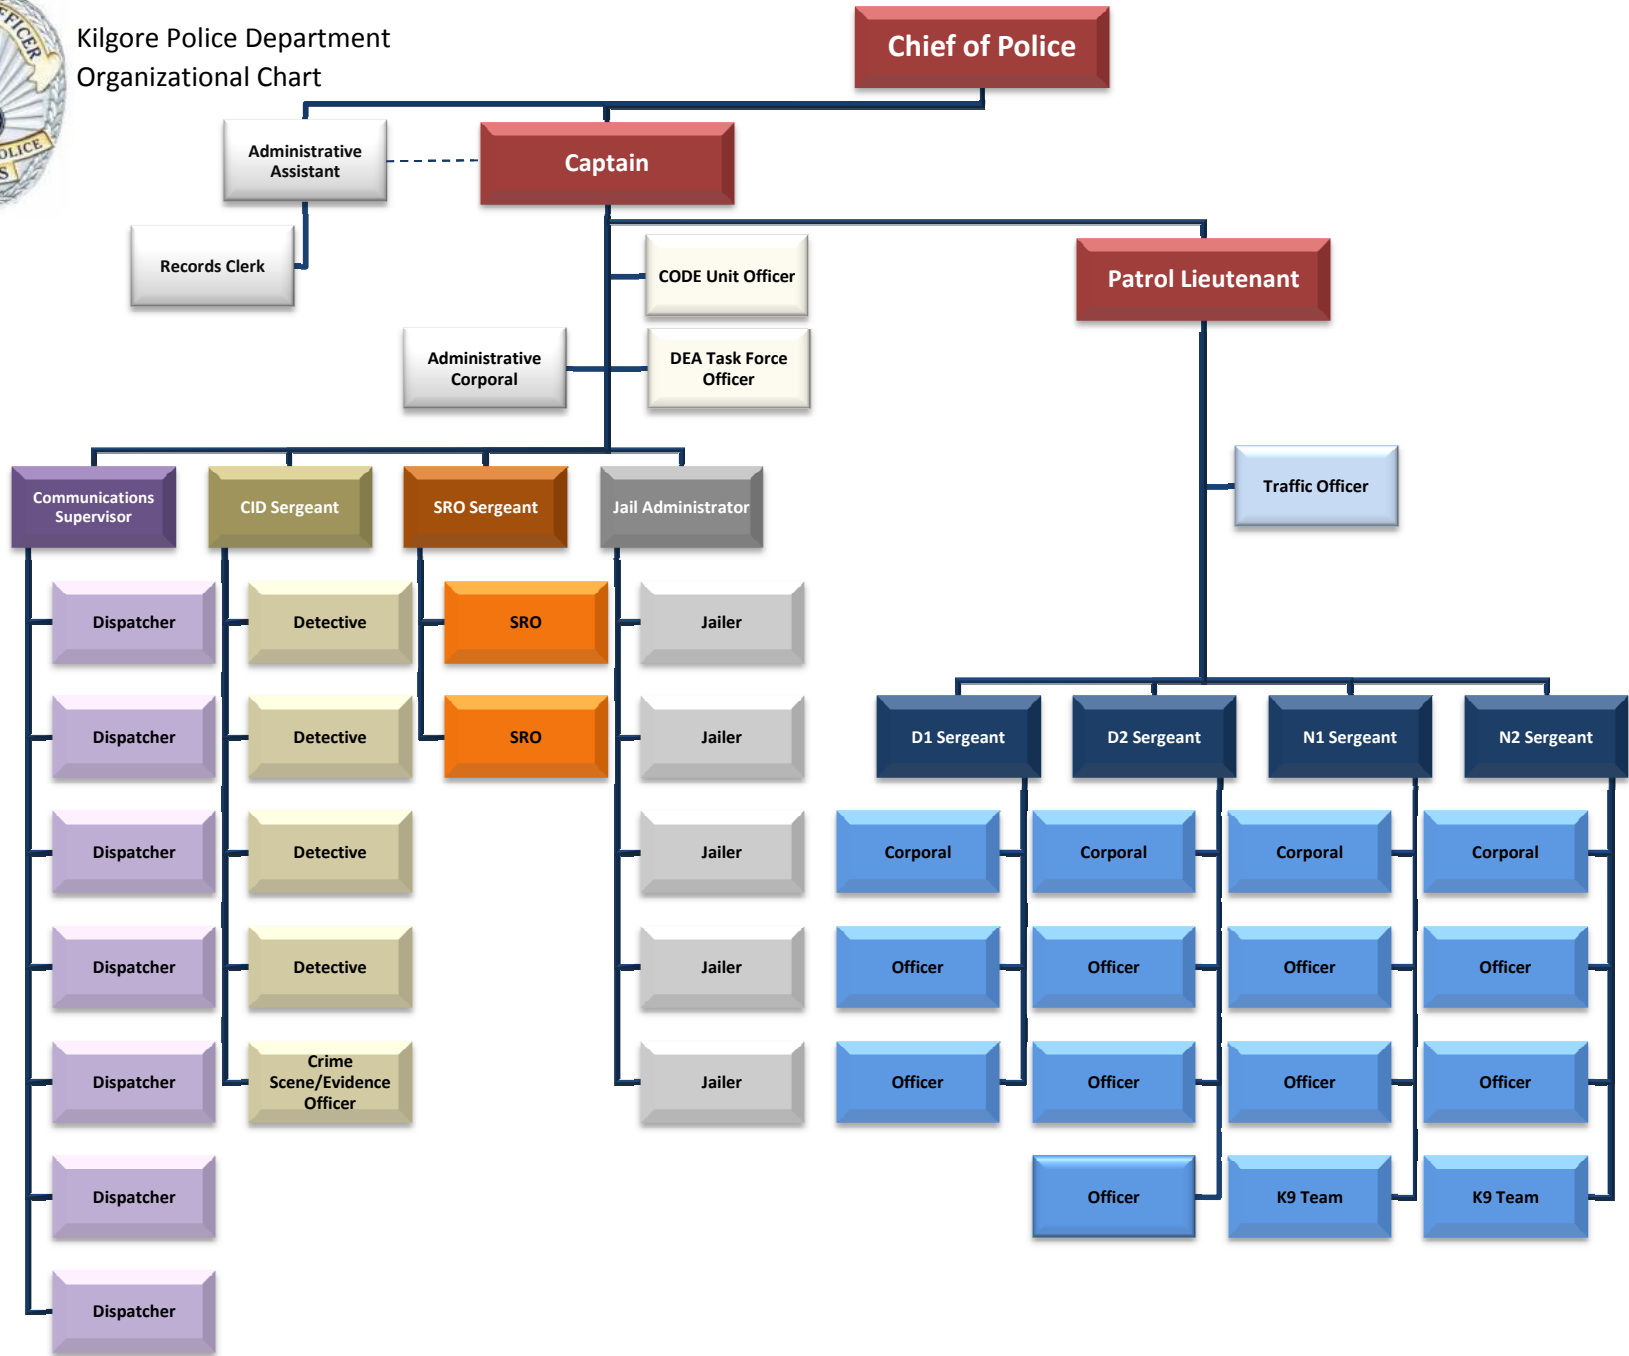 Kilgore Police Department
Organizational Chart
OFFICER
POLICE
Chief of Police
Administrative
Assistant
Captain
Records Clerk
CODE Unit Officer
Patrol Lieutenant
Administrative
Corporal
DEA Task Force
Officer
Traffic Officer
Communications
Supervisor
CID Sergeant
SRO Sergeant
Jail Administrator
Dispatcher
Detective
SRO
Jailer
Dispatcher
Detective
SRO
Jailer
D1 Sergeant
D2 Sergeant
N1 Sergeant
N2 Sergeant
Dispatcher
Detective
Jailer
Corporal
Corporal
Corporal
Corporal
Dispatcher
Detective
Jailer
Officer
Officer
Officer
Officer
Dispatcher
Crime
Scene/Evidence
Officer
Jailer
Officer
Officer
Officer
Officer
Dispatcher
Officer
K9 Team
K9 Team
Dispatcher